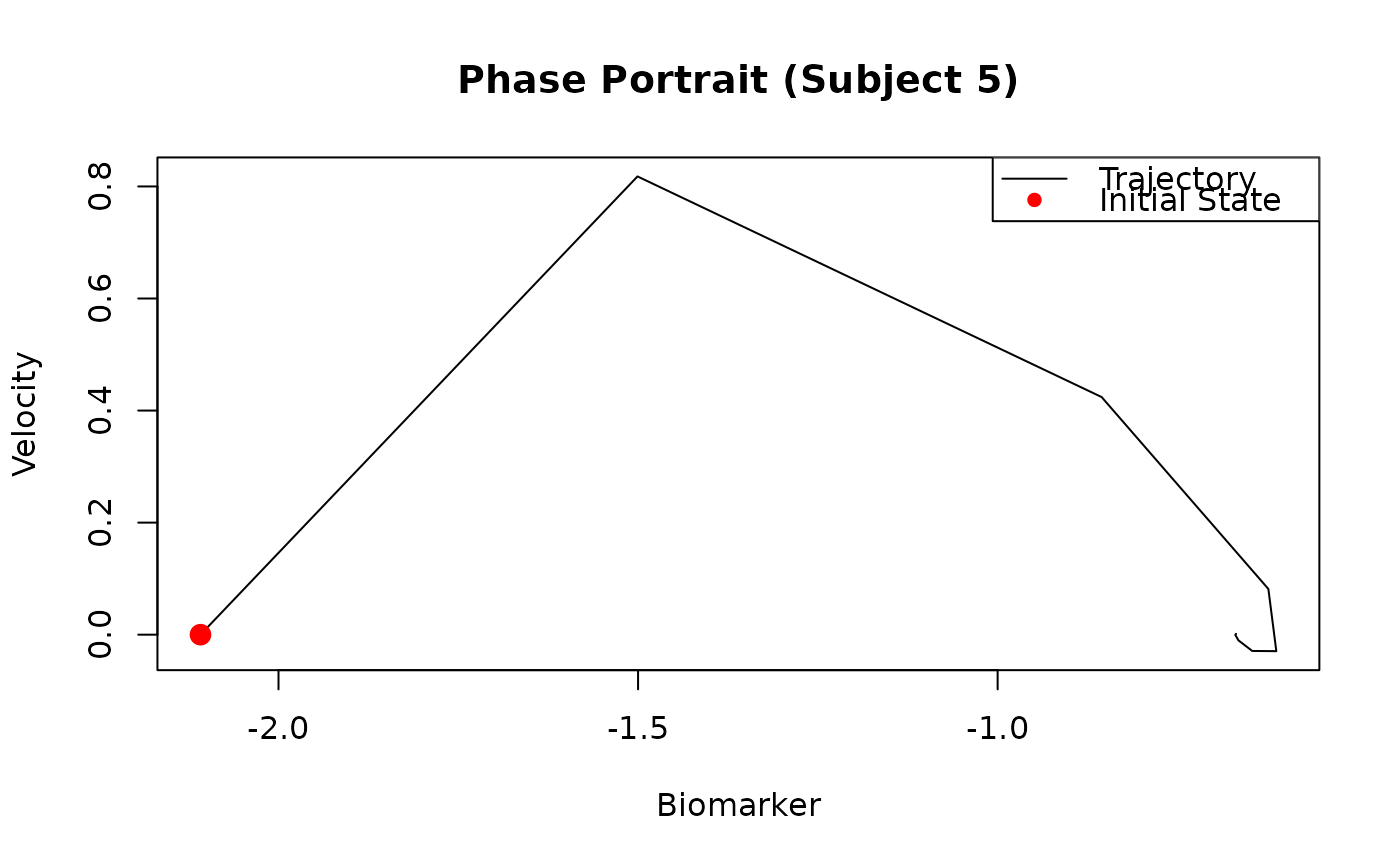 Phase Portrait (Subject 5)
Trajectory
Initial State
0.8
0.6
0.4
0.2
0.0
Velocity
-2.0
-1.5
-1.0
Biomarker